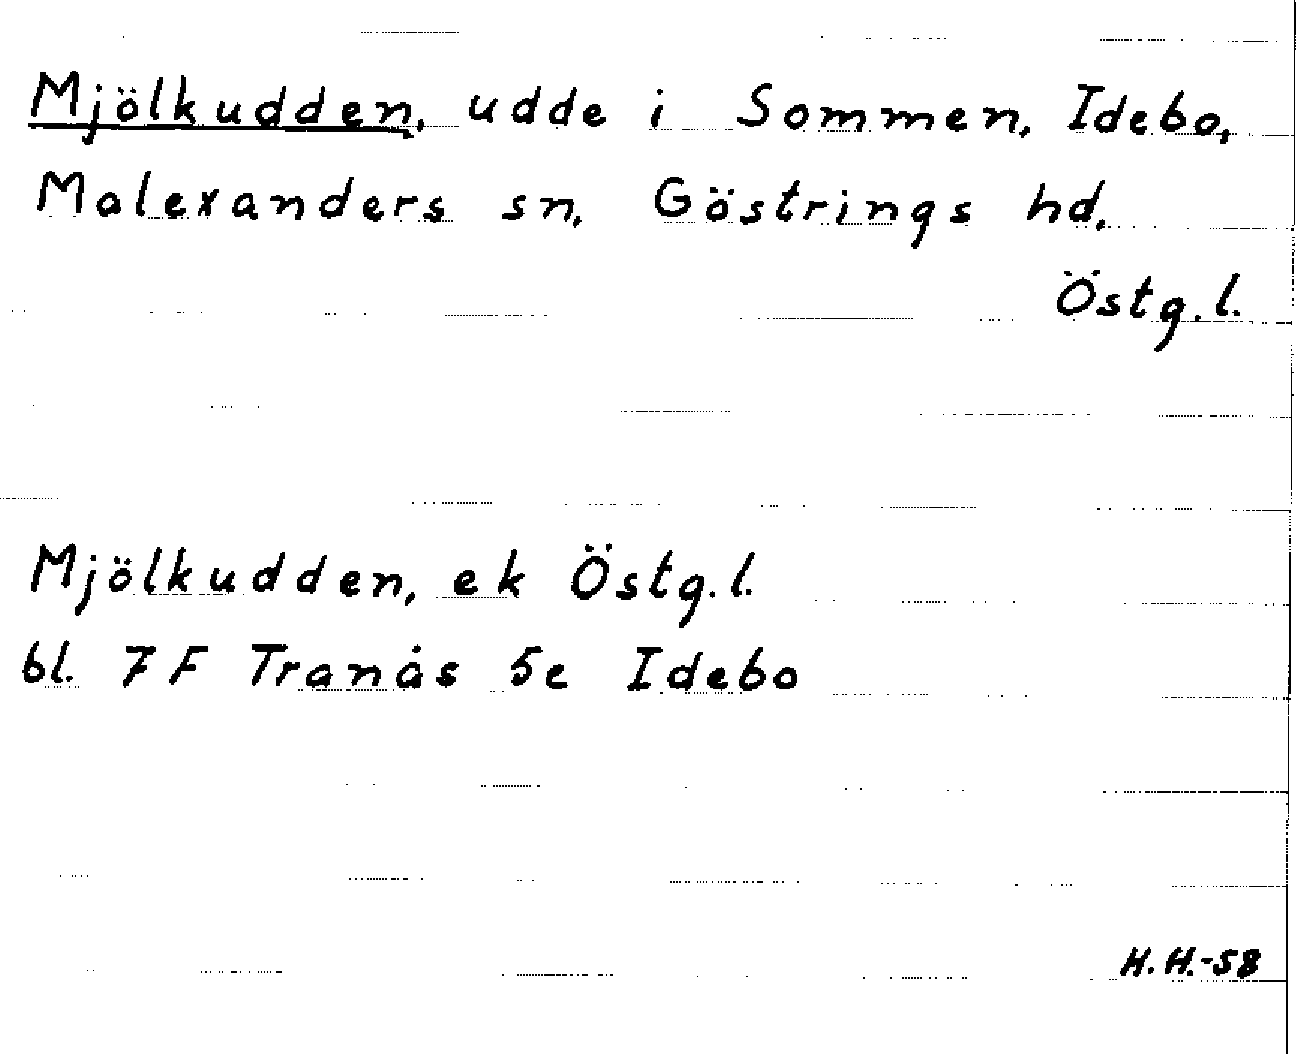 Mjölkudden, udde i Sommen, Idebo,
Malexanders sn, Göstrings hd,
Östg.l.
Mjölkudden, ek Östg.l.
bl. 7F Tranås 5e Idebo
H.H.-58